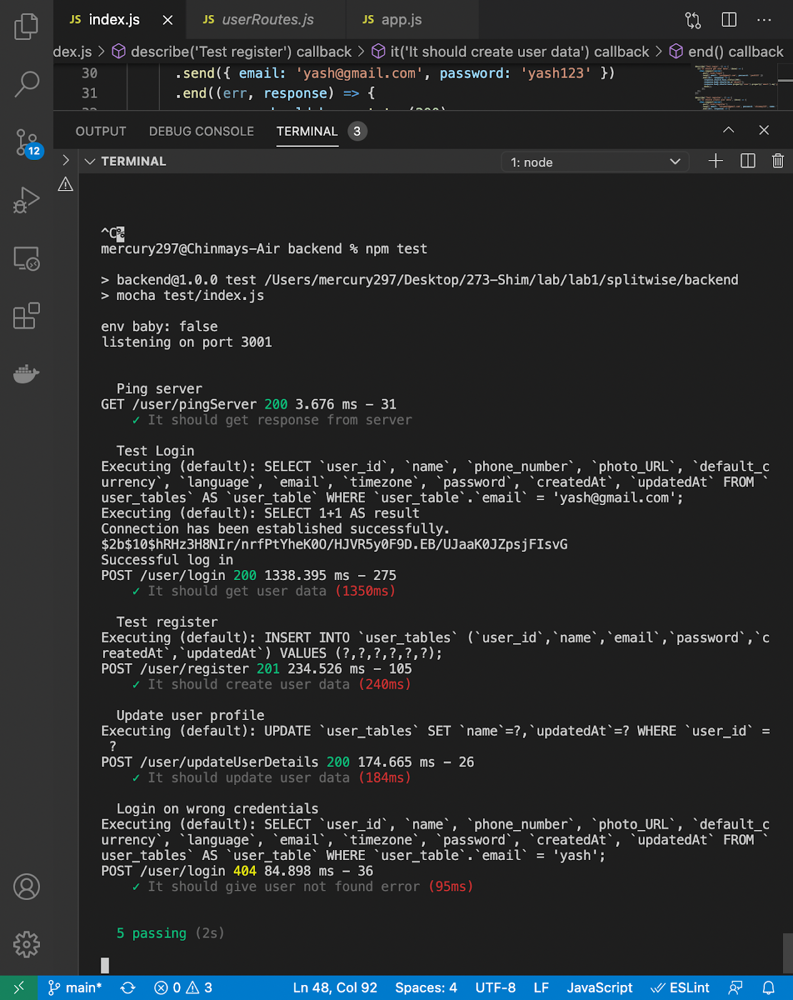 JS index.js × JS userRoutes.js JS app.js ...
dex.js > describe('Test register') callback > it('It should create user data') callback > end() callback
30 .send({ email: 'yash@gmail.com', password: 'yash123' })
31 .end((err, response) => {
OUTPUT DEBUG CONSOLE TERMINAL 3
TERMINAL 1: node
12
^C%
mercury297@Chinmays-Air backend % npm test
> backend@1.0.0 test /Users/mercury297/Desktop/273-Shim/lab/lab1/splitwise/backend
> mocha test/index.js
env baby: false
listening on port 3001
Ping server
GET /user/pingServer 200 3.676 ms - 31
✓ It should get response from server
Test Login
Executing (default): SELECT `user_id`, `name`, `phone_number`, `photo_URL`, `default_c
urrency`, `language`, `email`, `timezone`, `password`, `createdAt`, `updatedAt` FROM `
user_tables` AS `user_table` WHERE `user_table`.`email` = 'yash@gmail.com';
Executing (default): SELECT 1+1 AS result
Connection has been established successfully.
$2b$10$hRHz3H8NIr/nrfPtYheK0O/HJVR5y0F9D.EB/UJaaK0JZpsjFIsvG
Successful log in
POST /user/login 200 1338.395 ms - 275
✓ It should get user data (1350ms)
Test register
Executing (default): INSERT INTO `user_tables` (`user_id`,`name`,`email`,`password`,`c
reatedAt`,`updatedAt`) VALUES (?,?,?,?,?,?);
POST /user/register 201 234.526 ms - 105
✓ It should create user data (240ms)
Update user profile
Executing (default): UPDATE `user_tables` SET `name`=?,`updatedAt`=? WHERE `user_id` =
?
POST /user/updateUserDetails 200 174.665 ms - 26
✓ It should update user data (184ms)
Login on wrong credentials
Executing (default): SELECT `user_id`, `name`, `phone_number`, `photo_URL`, `default_c
urrency`, `language`, `email`, `timezone`, `password`, `createdAt`, `updatedAt` FROM `
user_tables` AS `user_table` WHERE `user_table`.`email` = 'yash';
POST /user/login 404 84.898 ms - 36
✓ It should give user not found error (95ms)
5 passing (2s)
main* 0 3 Ln 48, Col 92 Spaces: 4 UTF-8 LF JavaScript ESLint